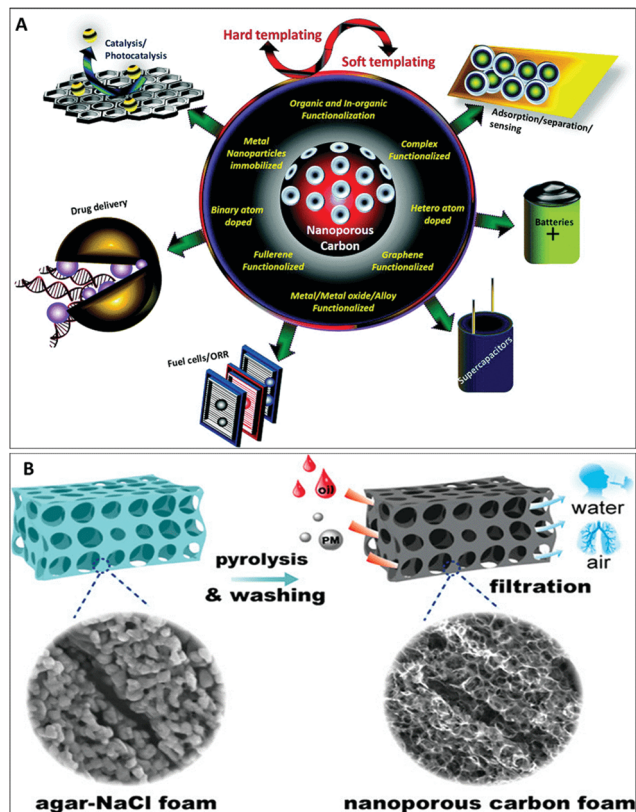 A
Hard templating
Soft templating
Catalysis/
Photocatalysis
Organic and In-organic
Functionalization
Adsorption/separation/
sensing
Metal
Nanoparticles
immobilized
Complex
Functionalized
Drug delivery
Binary atom
doped
Nanoporous
Carbon
Hetero atom
doped
Batteries
+
Fullerene
Functionalized
Graphene
Functionalized
Metal/Metal oxide/Alloy
Functionalized
Supercapacitors
Fuel cells/ORR
B
oil
PM
water
air
pyrolysis
& washing
filtration
agar-NaCl foam
nanoporous carbon foam